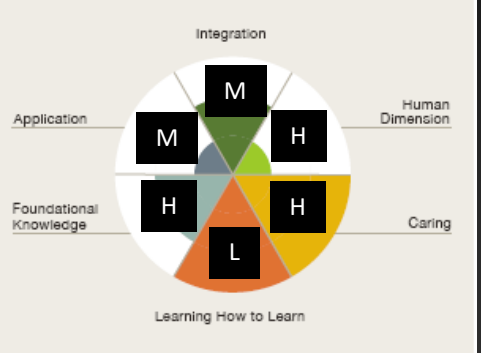 Integration
M
Application
M
H
Human
Dimension
Foundational
Knowledge
H
H
Caring
L
Learning How to Learn